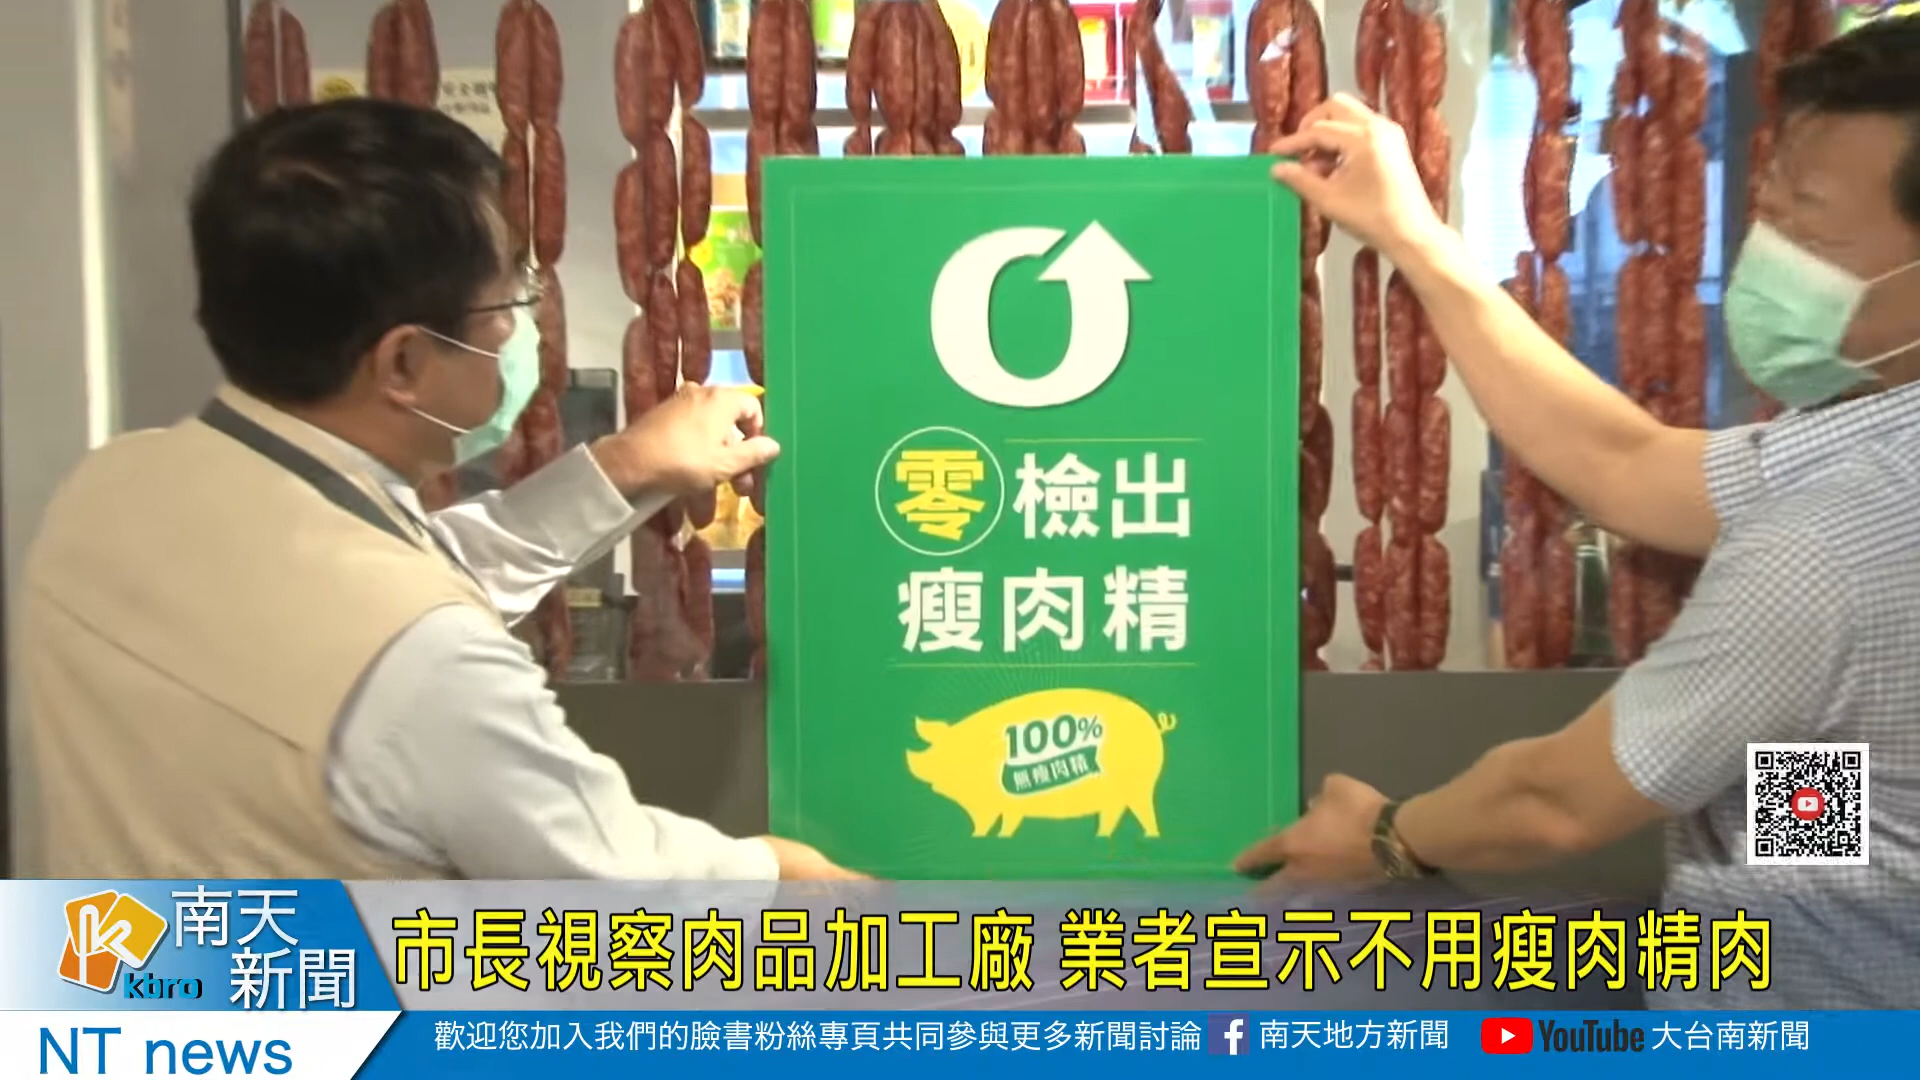 零檢出
瘦肉精
100%
無瘦肉精
南天
新聞
kbro
市長視察肉品加工廠 業者宣示不用瘦肉精肉
NT news
歡迎您加入我們的臉書粉絲專頁共同參與更多新聞討論 f 南天地方新聞 YouTube 大台南新聞